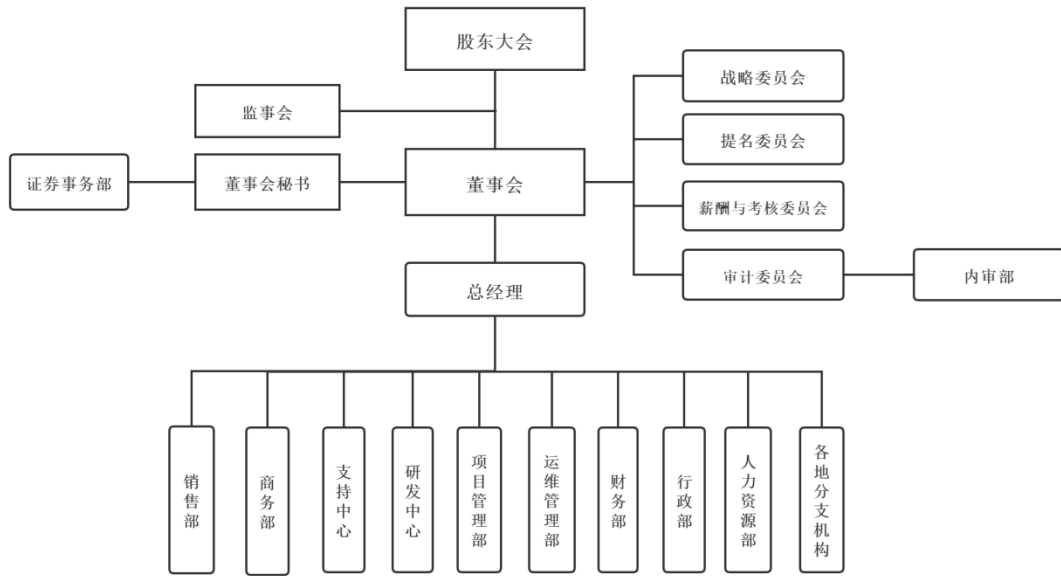 股东大会
战略委员会
监事会
提名委员会
证券事务部
董事会秘书
董事会
薪酬与考核委员会
审计委员会
内审部
总经理
销售部
商务部
支持中心
研发中心
项目管理部
运维管理部
财务部
行政部
人力资源部
各地分支机构